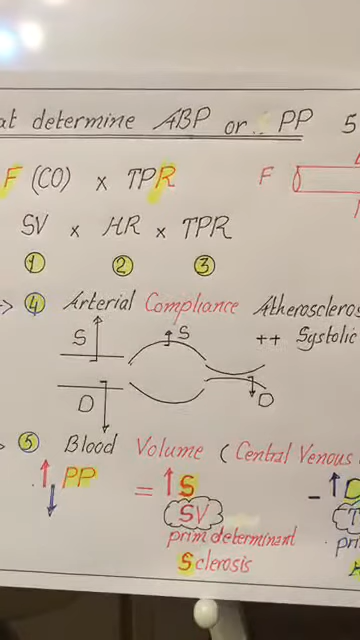 at determine ABP or .. PP 5
F (CO) x TPR F
SV x HR x TPR
1 2 3
4 Arterial Compliance Atheroscleros
++ Systolic
S S
D D
5 Blood Volume ( Central Venous
↑↓ PP = ↑S - ↑D
SV T
prim determinant pri
Sclerosis